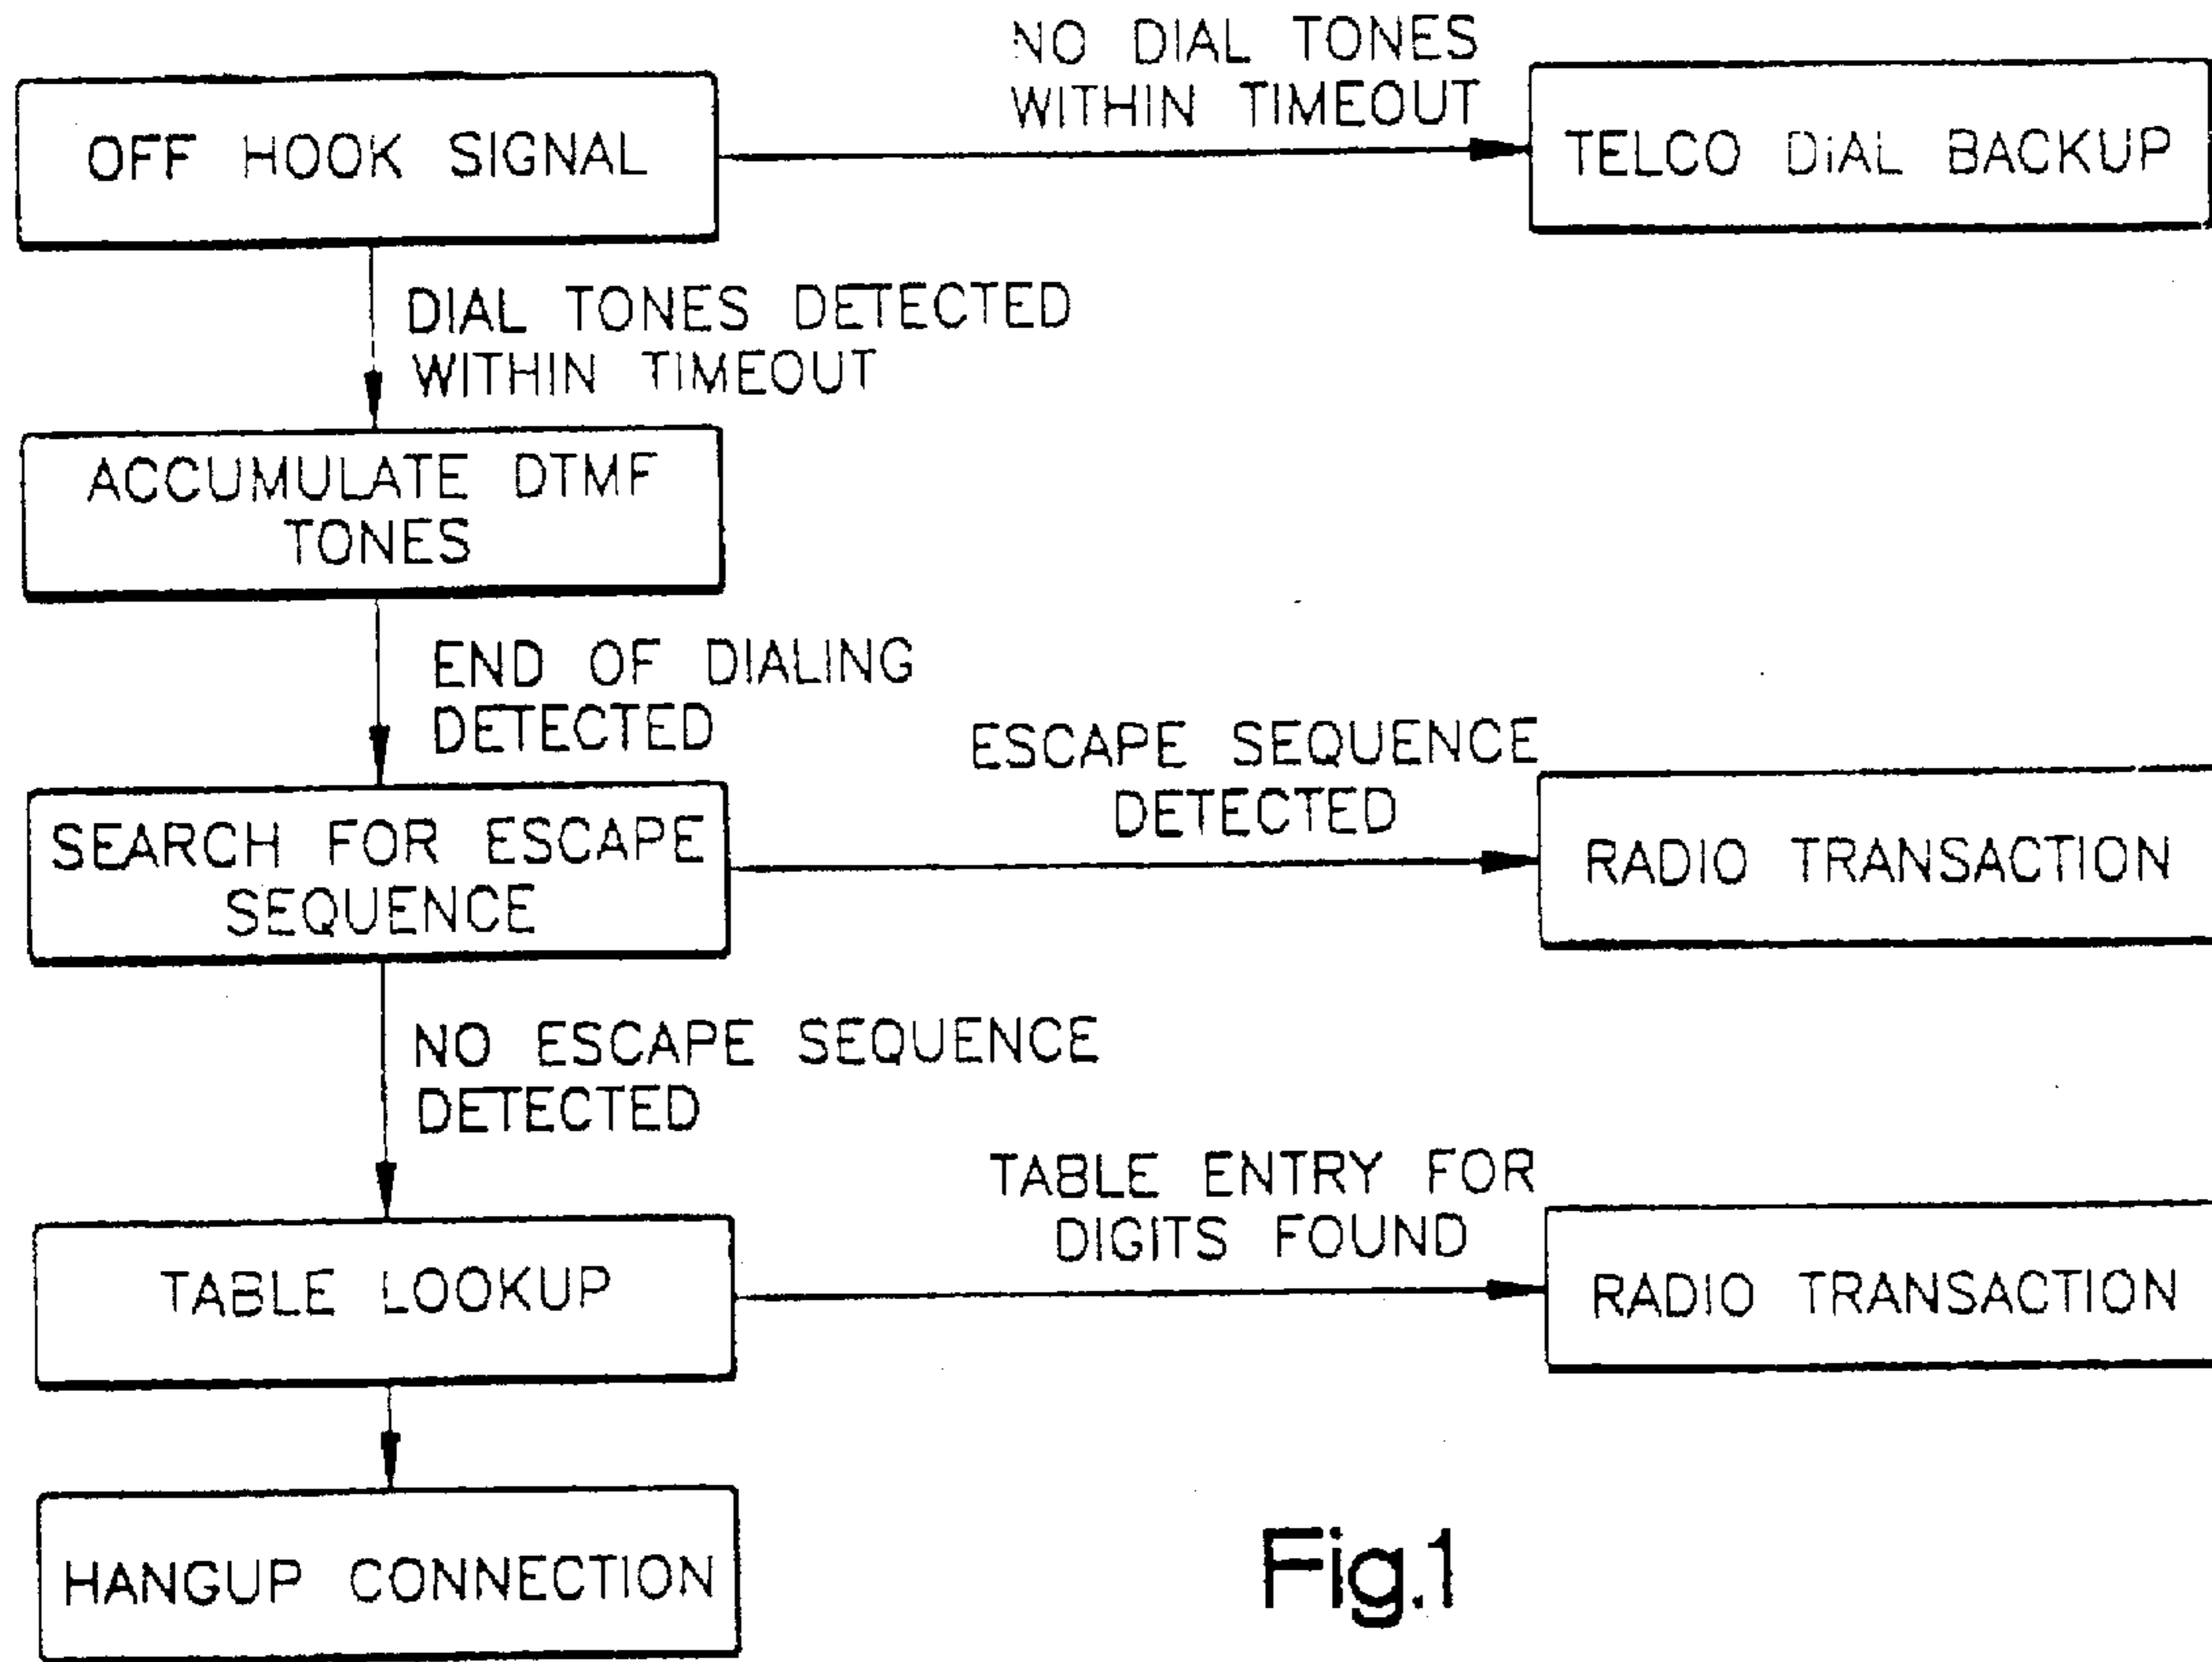 NO DIAL TONES
WITHIN TIMEOUT
OFF HOOK SIGNAL
TELCO DIAL BACKUP
DIAL TONES DETECTED
WITHIN TIMEOUT
ACCUMULATE DTMF
TONES
END OF DIALING
DETECTED
ESCAPE SEQUENCE
DETECTED
SEARCH FOR ESCAPE
SEQUENCE
RADIO TRANSACTION
NO ESCAPE SEQUENCE
DETECTED
TABLE ENTRY FOR
DIGITS FOUND
TABLE LOOKUP
RADIO TRANSACTION
HANGUP CONNECTION
Fig.1